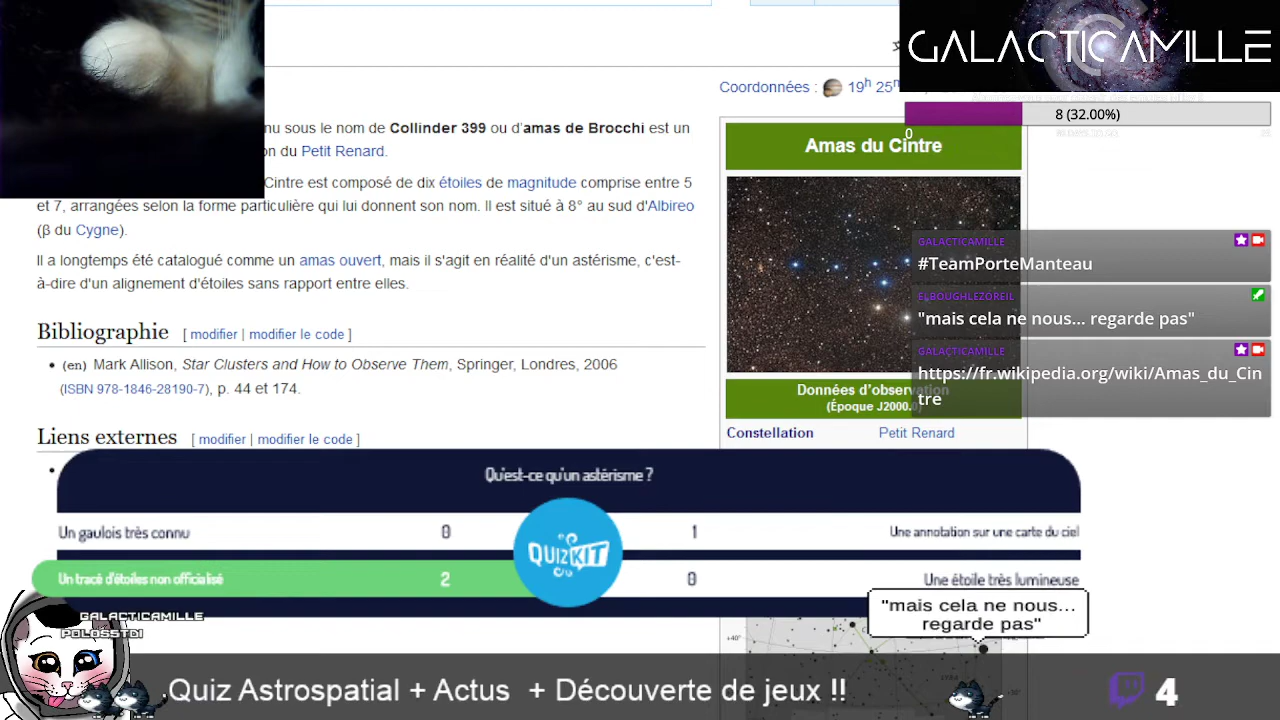 GALACTICAMILLE
Coordonnées : 19h 25m
8 (32.00%)
0
nu sous le nom de Collinder 399 ou d'amas de Brocchi est un
on du Petit Renard.
Cintre est composé de dix étoiles de magnitude comprise entre 5
et 7, arrangées selon la forme particulière qui lui donnent son nom. Il est situé à 8° au sud d'Albireo
(β du Cygne).
Il a longtemps été catalogué comme un amas ouvert, mais il s'agit en réalité d'un astérisme, c'est-
à-dire d'un alignement d'étoiles sans rapport entre elles.
Bibliographie [ modifier | modifier le code ]
• (en) Mark Allison, Star Clusters and How to Observe Them, Springer, Londres, 2006
(ISBN 978-1846-28190-7), p. 44 et 174.
Liens externes [ modifier | modifier le code ]
Amas du Cintre
Données d'observation
(Époque J2000.0)
Constellation Petit Renard
GALACTICAMILLE
#TeamPorteManteau
ELBOUGHLEZOREIL
"mais cela ne nous... regarde pas"
GALACTICAMILLE
https://fr.wikipedia.org/wiki/Amas_du_Cin
tre
Qu'est-ce qu'un astérisme ?
Un gaulois très connu 0 1 Une annotation sur une carte du ciel
QUIZKIT
Un tracé d'étoiles non officialisé 2 0 Une étoile très lumineuse
"mais cela ne nous...
regarde pas"
+40°
GALACTICAMILLE
POLOSSTDI
Quiz Astrospatial + Actus + Découverte de jeux !! 4